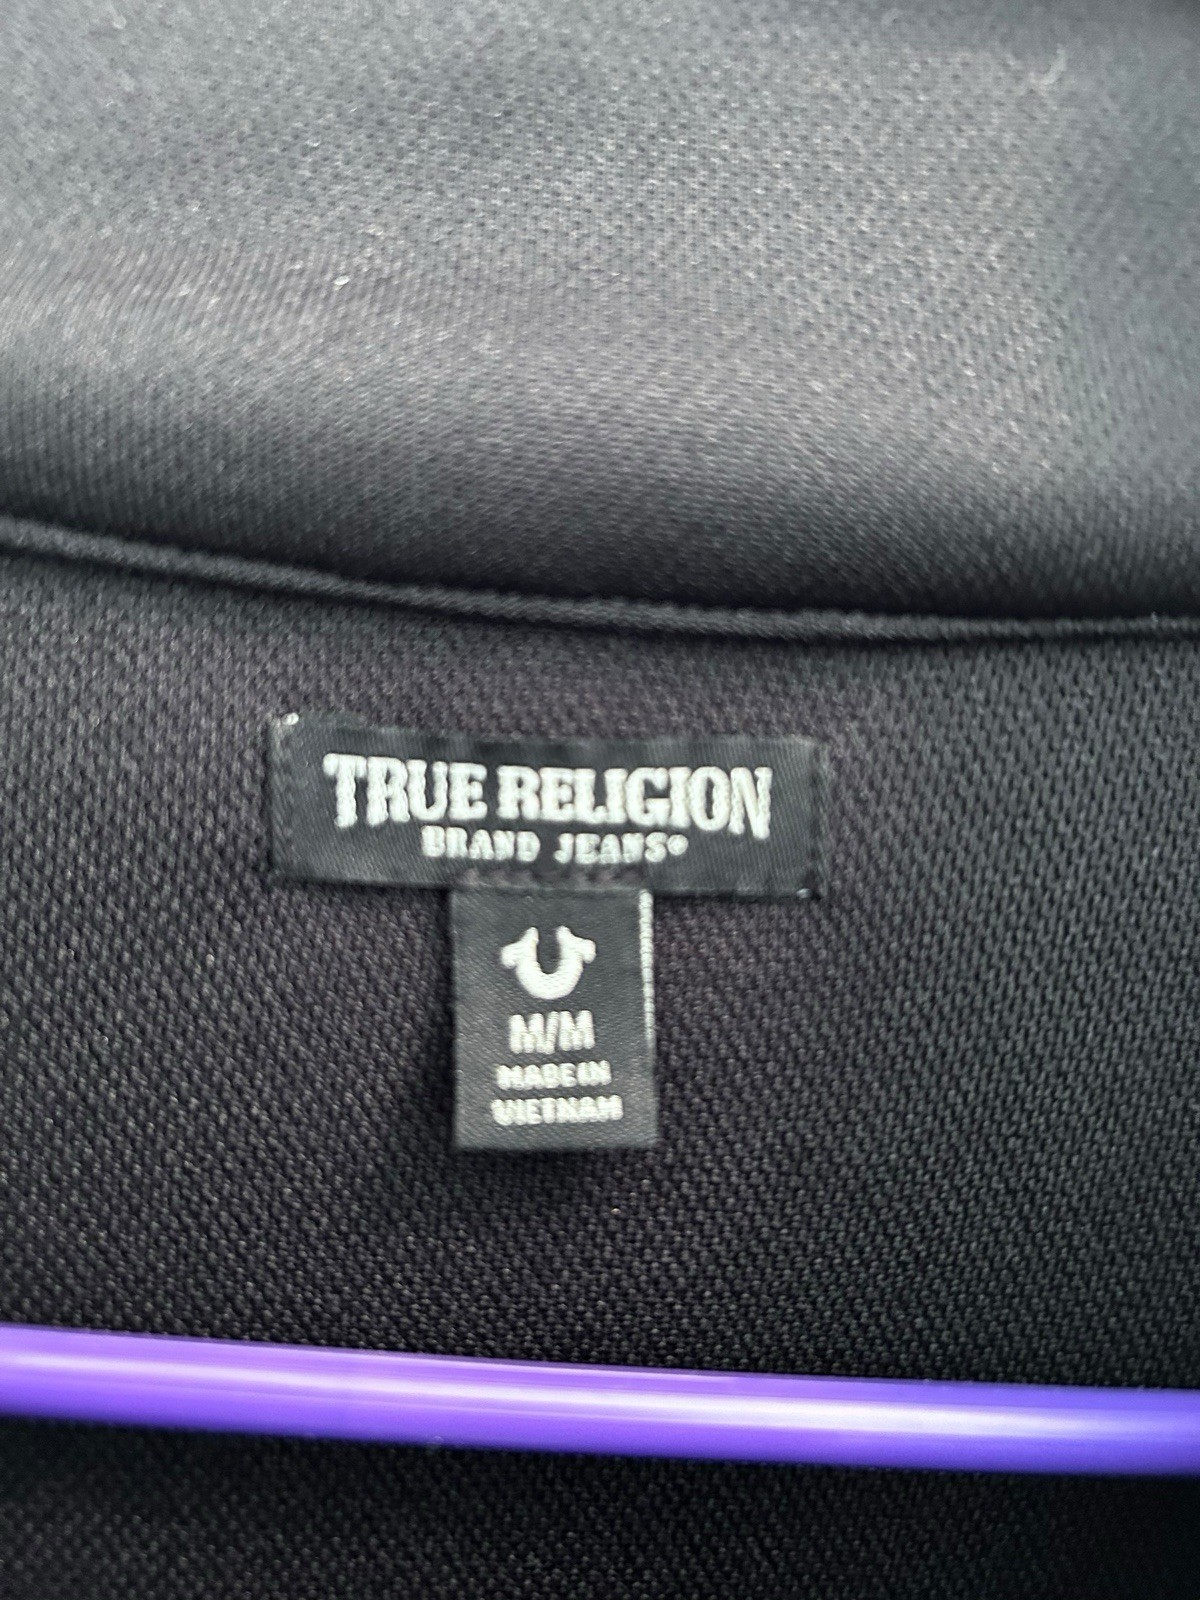 TRUE RELIGION
BRAND JEANS®
M/M
MADE IN
VIETNAM